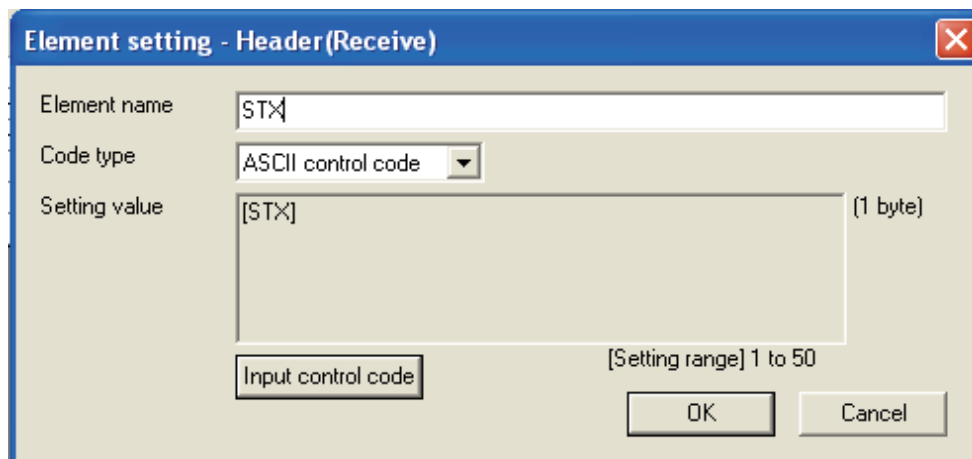 Element setting - Header(Receive)
Element name
STX
Code type
ASCII control code
Setting value
[STX]
(1 byte)
[Setting range] 1 to 50
Input control code
OK
Cancel